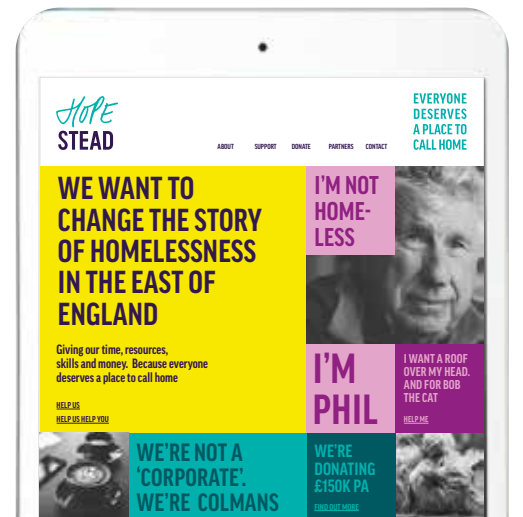 HOPE
STEAD
ABOUT SUPPORT DONATE PARTNERS CONTACT
EVERYONE
DESERVES
A PLACE TO
CALL HOME
WE WANT TO
CHANGE THE STORY
OF HOMELESSNESS
IN THE EAST OF
ENGLAND
Giving our time, resources,
skills and money. Because everyone
deserves a place to call home
HELP US
HELP US HELP YOU
I'M NOT
HOME-
LESS
I'M
PHIL
I WANT A ROOF
OVER MY HEAD.
AND FOR BOB
THE CAT
HELP ME
WE'RE NOT A
‘CORPORATE’.
WE'RE COLMANS
WE'RE
DONATING
£150K PA
FIND OUT MORE